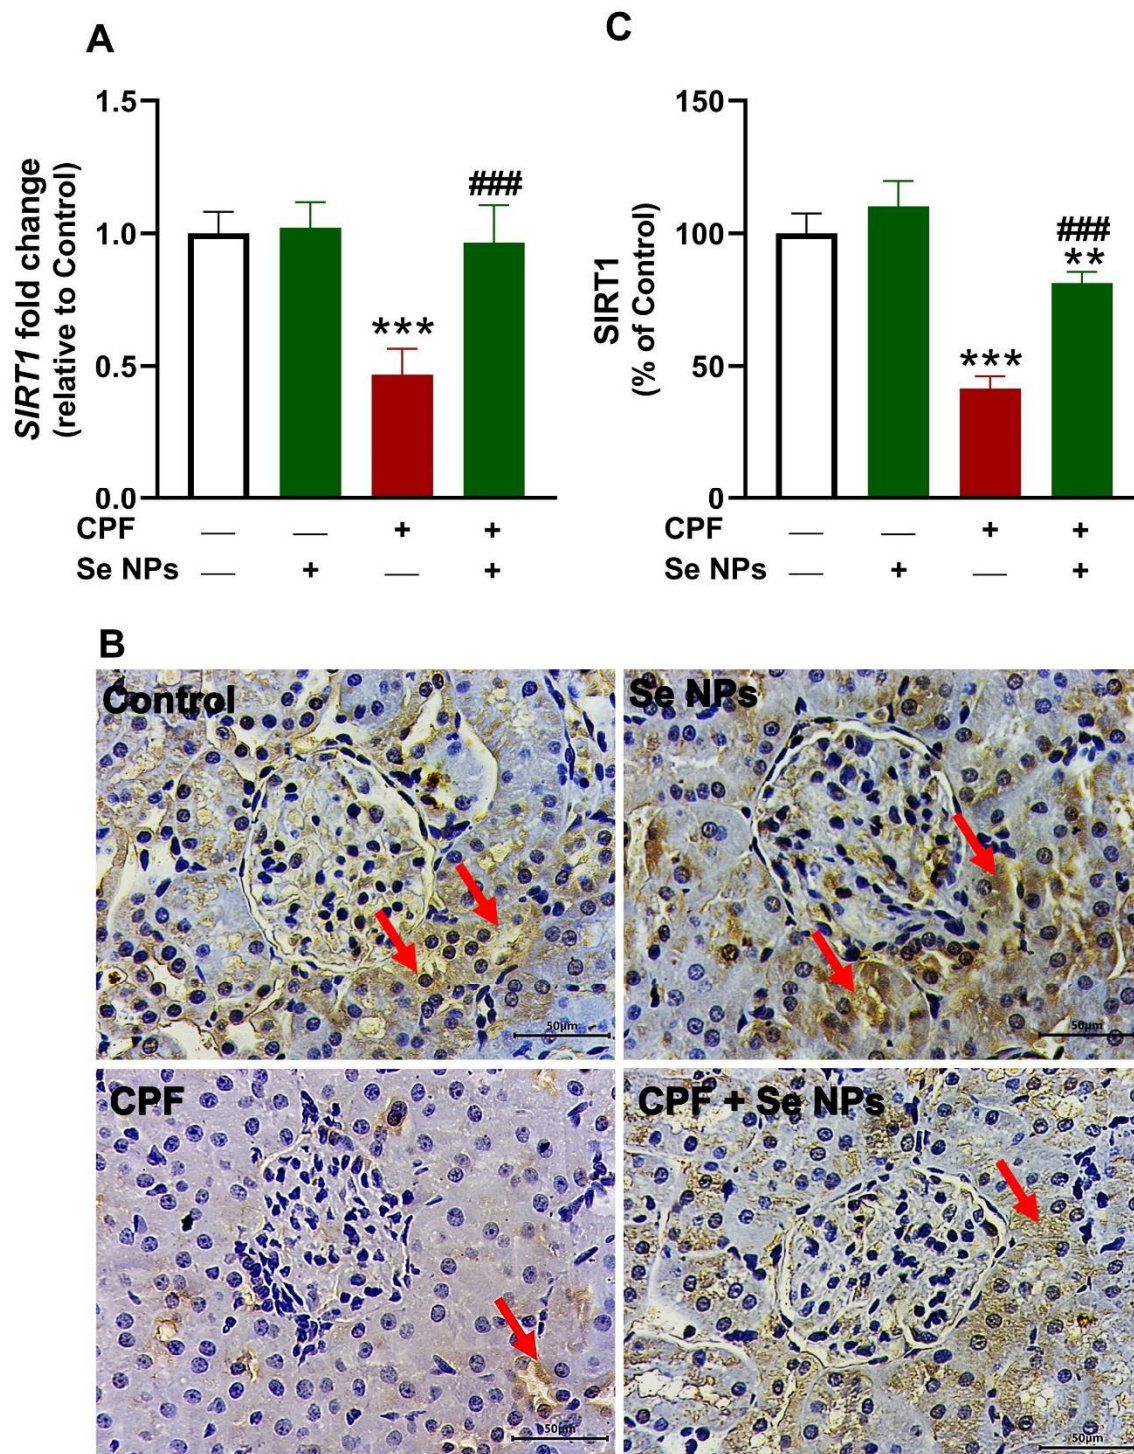 A
SIRT1 fold change
(relative to Control)
1.5
1.0
0.5
0.0
***
###
CPF — — + +
Se NPs — + — +
C
SIRT1
(% of Control)
150
100
50
0
***
###
**
CPF — — + +
Se NPs — + — +
B
Control
50µm
Se NPs
50µm
CPF
50µm
CPF + Se NPs
50µm